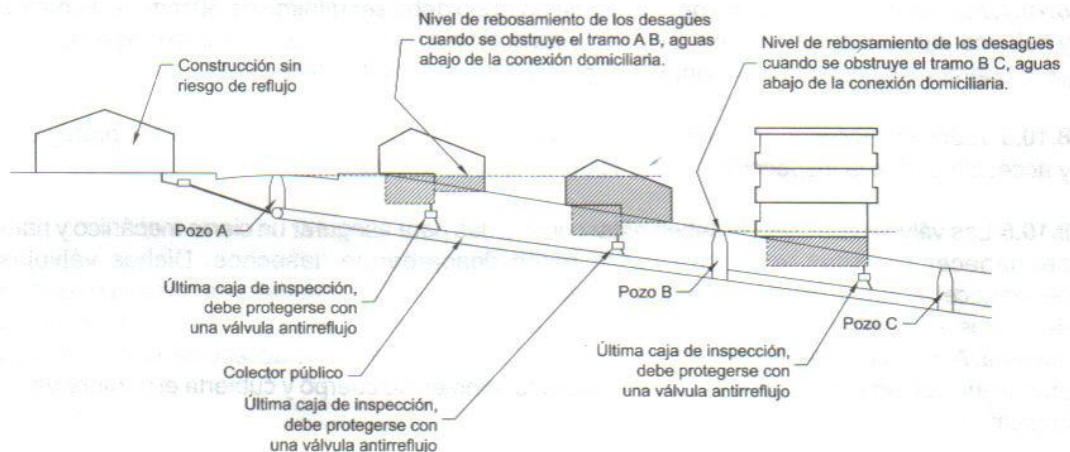 Nivel de rebosamiento de los desagües
cuando se obstruye el tramo A B, aguas
abajo de la conexión domiciliaria.
Nivel de rebosamiento de los desagües
cuando se obstruye el tramo B C, aguas
abajo de la conexión domiciliaria.
Construcción sin
riesgo de reflujo
Pozo A
Última caja de inspección,
debe protegerse con
una válvula antirreflujo
Colector público
Última caja de inspección,
debe protegerse con
una válvula antirreflujo
Pozo B
Última caja de inspección,
debe protegerse con
una válvula antirreflujo
Pozo C